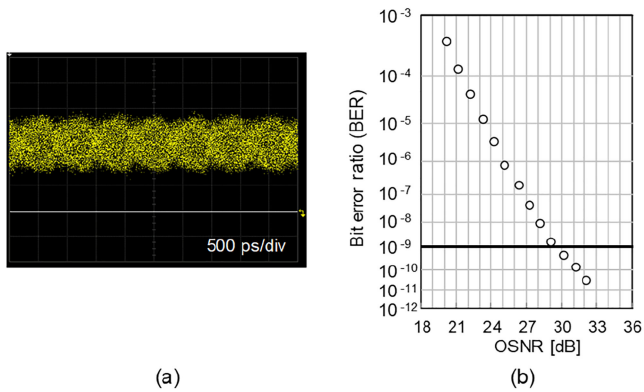 500 ps/div
(a)
Bit error ratio (BER)
10-3
10-4
10-5
10-6
10-7
10-8
10-9
10-10
10-11
10-12
18 21 24 27 30 33 36
OSNR [dB]
(b)